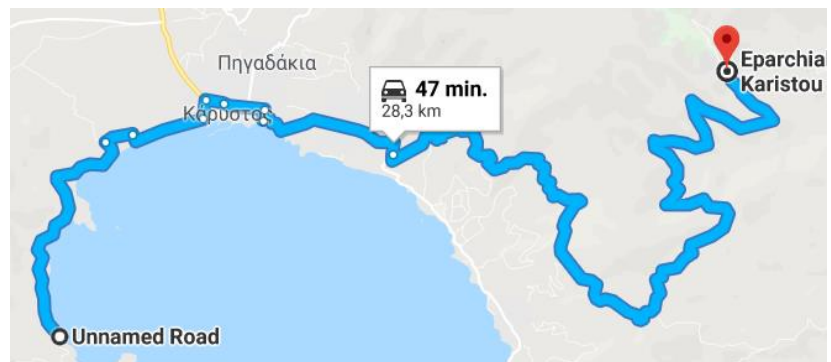 Πηγαδάκια
Κάρυστος
47 min.
28,3 km
Eparchial
Karistou
Unnamed Road